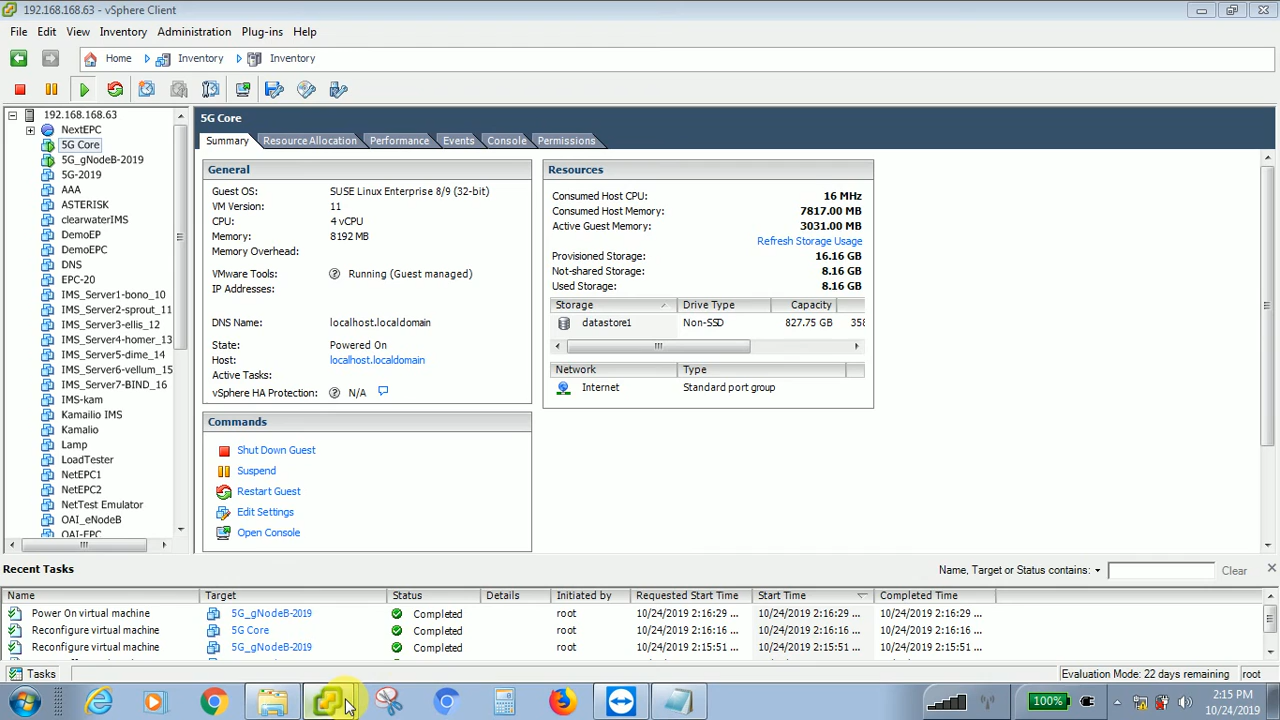 192.168.168.63 - vSphere Client
File Edit View Inventory Administration Plug-ins Help
Home Inventory Inventory
192.168.168.63
NextEPC
5G Core
5G_gNodeB-2019
5G-2019
AAA
ASTERISK
clearwaterIMS
DemoEP
DemoEPC
DNS
EPC-20
IMS_Server1-bono_10
IMS_Server2-sprout_11
IMS_Server3-ellis_12
IMS_Server4-homer_13
IMS_Server5-dime_14
IMS_Server6-vellum_15
IMS_Server7-BIND_16
IMS-kam
Kamailio IMS
Kamalio
Lamp
LoadTester
NetEPC1
NetEPC2
NetTest Emulator
OAI_eNodeB
OAI-EPC
5G Core
Summary Resource Allocation Performance Events Console Permissions
General
Guest OS: SUSE Linux Enterprise 8/9 (32-bit)
VM Version: 11
CPU: 4 vCPU
Memory: 8192 MB
Memory Overhead:
VMware Tools: Running (Guest managed)
IP Addresses:
DNS Name: localhost.localdomain
State: Powered On
Host: localhost.localdomain
Active Tasks:
vSphere HA Protection: N/A
Commands
Shut Down Guest
Suspend
Restart Guest
Edit Settings
Open Console
Resources
Consumed Host CPU: 16 MHz
Consumed Host Memory: 7817.00 MB
Active Guest Memory: 3031.00 MB
Refresh Storage Usage
Provisioned Storage: 16.16 GB
Not-shared Storage: 8.16 GB
Used Storage: 8.16 GB
Storage Drive Type Capacity
datastore1 Non-SSD 827.75 GB 358
Network Type
Internet Standard port group
Recent Tasks
Name, Target or Status contains: Clear
Name Target Status Details Initiated by Requested Start Time Start Time Completed Time
Power On virtual machine 5G_gNodeB-2019 Completed root 10/24/2019 2:16:29 ... 10/24/2019 2:16:29 ... 10/24/2019 2:16:29 ...
Reconfigure virtual machine 5G Core Completed root 10/24/2019 2:16:16 ... 10/24/2019 2:16:16 ... 10/24/2019 2:16:16 ...
Reconfigure virtual machine 5G_gNodeB-2019 Completed root 10/24/2019 2:15:51 ... 10/24/2019 2:15:51 ... 10/24/2019 2:15:51 ...
Tasks Evaluation Mode: 22 days remaining root
100% 2:15 PM
10/24/2019